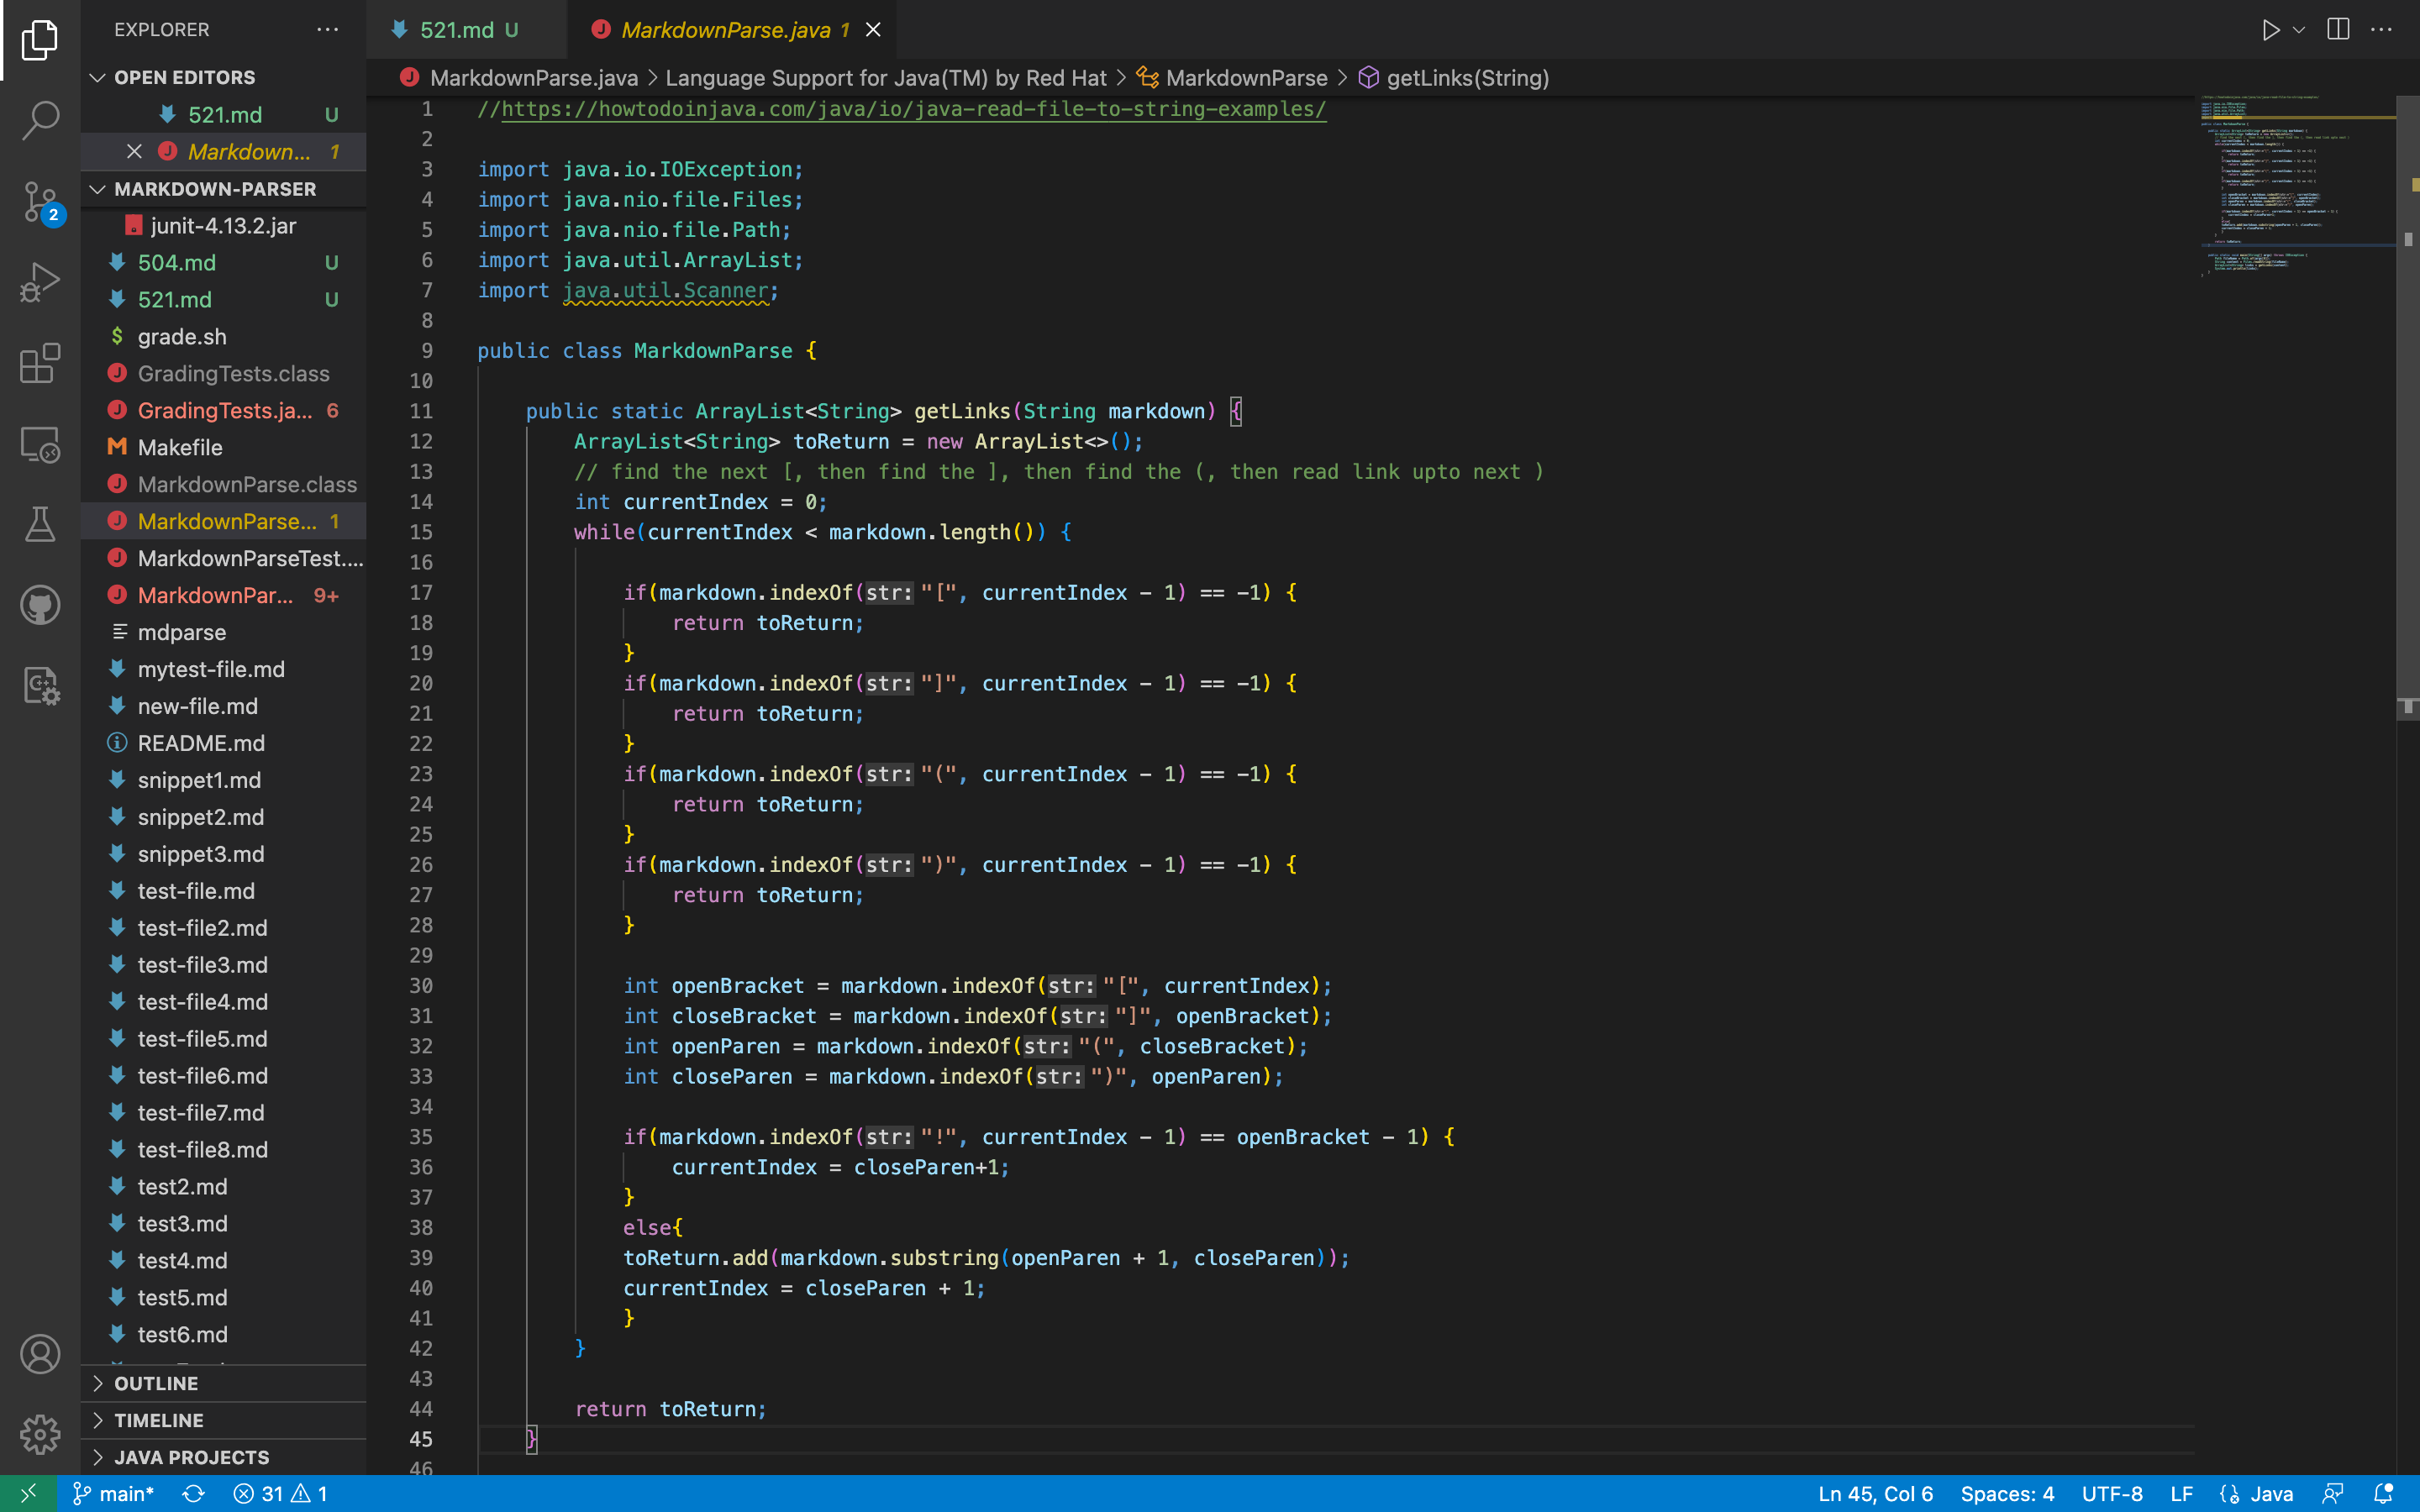 EXPLORER ···
OPEN EDITORS
521.md U
Markdown... 1
MARKDOWN-PARSER
junit-4.13.2.jar
504.md U
521.md U
grade.sh
GradingTests.class
GradingTests.ja... 6
Makefile
MarkdownParse.class
MarkdownParse... 1
MarkdownParseTest....
MarkdownPar... 9+
mdparse
mytest-file.md
new-file.md
README.md
snippet1.md
snippet2.md
snippet3.md
test-file.md
test-file2.md
test-file3.md
test-file4.md
test-file5.md
test-file6.md
test-file7.md
test-file8.md
test2.md
test3.md
test4.md
test5.md
test6.md
OUTLINE
TIMELINE
JAVA PROJECTS
2
521.md U
MarkdownParse.java 1
MarkdownParse.java > Language Support for Java(TM) by Red Hat > MarkdownParse > getLinks(String)
1 //https://howtodoinjava.com/java/io/java-read-file-to-string-examples/
2
3 import java.io.IOException;
4 import java.nio.file.Files;
5 import java.nio.file.Path;
6 import java.util.ArrayList;
7 import java.util.Scanner;
8
9 public class MarkdownParse {
10
11 public static ArrayList<String> getLinks(String markdown) {
12 ArrayList<String> toReturn = new ArrayList<>();
13 // find the next [, then find the ], then find the (, then read link upto next )
14 int currentIndex = 0;
15 while(currentIndex < markdown.length()) {
16
17 if(markdown.indexOf(str: "[", currentIndex - 1) == -1) {
18 return toReturn;
19 }
20 if(markdown.indexOf(str: "]", currentIndex - 1) == -1) {
21 return toReturn;
22 }
23 if(markdown.indexOf(str: "(", currentIndex - 1) == -1) {
24 return toReturn;
25 }
26 if(markdown.indexOf(str: ")", currentIndex - 1) == -1) {
27 return toReturn;
28 }
29
30 int openBracket = markdown.indexOf(str: "[", currentIndex);
31 int closeBracket = markdown.indexOf(str: "]", openBracket);
32 int openParen = markdown.indexOf(str: "(", closeBracket);
33 int closeParen = markdown.indexOf(str: ")", openParen);
34
35 if(markdown.indexOf(str: "!", currentIndex - 1) == openBracket - 1) {
36 currentIndex = closeParen+1;
37 }
38 else{
39 toReturn.add(markdown.substring(openParen + 1, closeParen));
40 currentIndex = closeParen + 1;
41 }
42 }
43
44 return toReturn;
45 }
46
main* 31 1 Ln 45, Col 6 Spaces: 4 UTF-8 LF Java